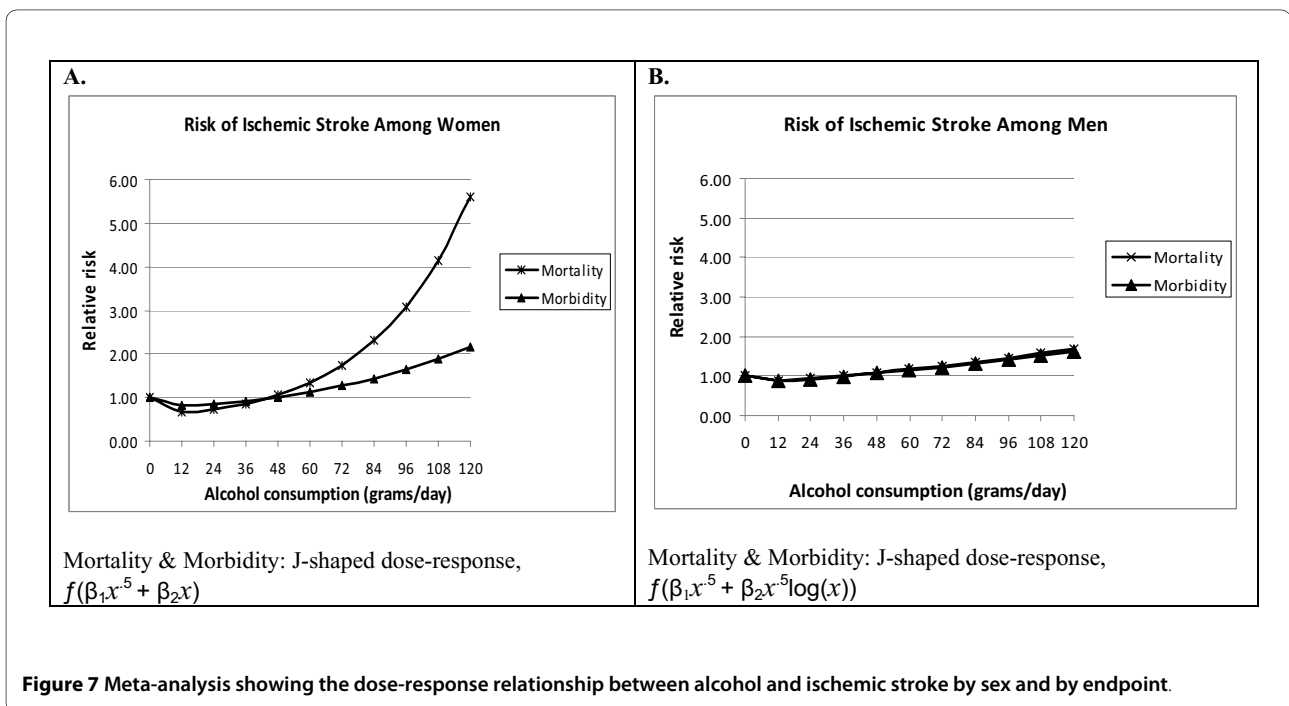 A.
Risk of Ischemic Stroke Among Women
6.00
5.00
4.00
3.00
2.00
1.00
0.00
Relative risk
0 12 24 36 48 60 72 84 96 108 120
Alcohol consumption (grams/day)
Mortality
Morbidity
Mortality & Morbidity: J-shaped dose-response,
ƒ(β₁x^.5 + β₂x)
B.
Risk of Ischemic Stroke Among Men
6.00
5.00
4.00
3.00
2.00
1.00
0.00
Relative risk
0 12 24 36 48 60 72 84 96 108 120
Alcohol consumption (grams/day)
Mortality
Morbidity
Mortality & Morbidity: J-shaped dose-response,
ƒ(β₁x^.5 + β₂x^.5log(x))
Figure 7 Meta-analysis showing the dose-response relationship between alcohol and ischemic stroke by sex and by endpoint.